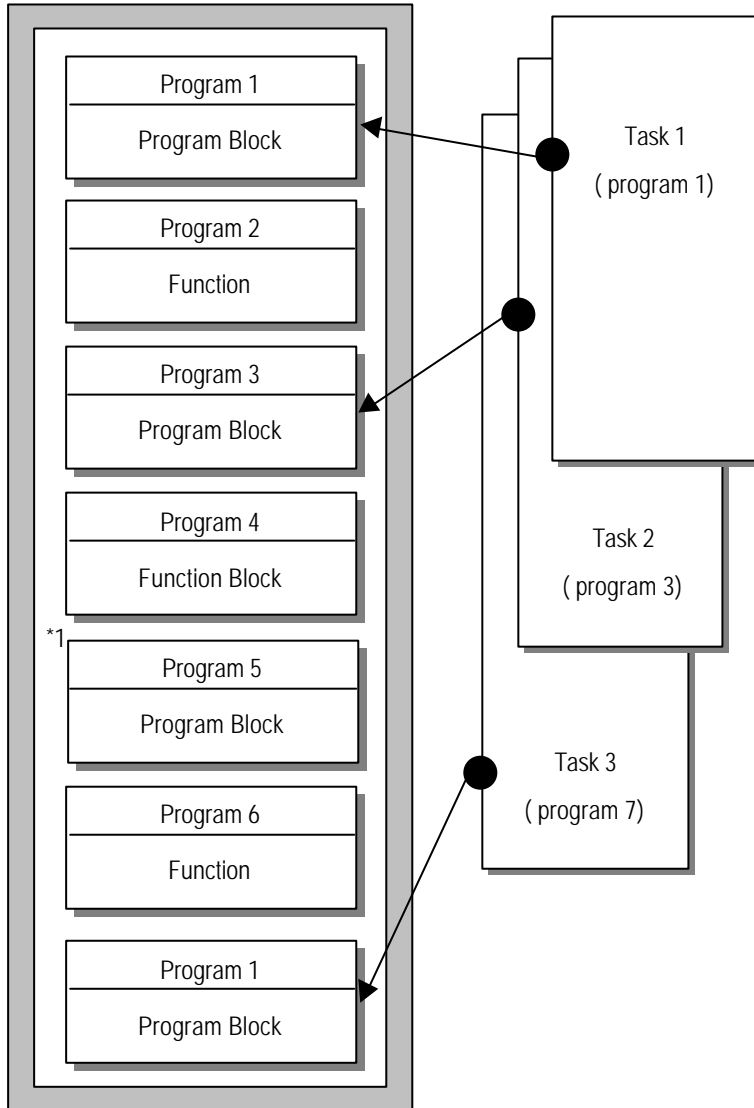 Program 1
Program Block
Program 2
Function
Program 3
Program Block
Program 4
Function Block
*1
Program 5
Program Block
Program 6
Function
Program 1
Program Block
Task 1
( program 1)
Task 2
( program 3)
Task 3
( program 7)